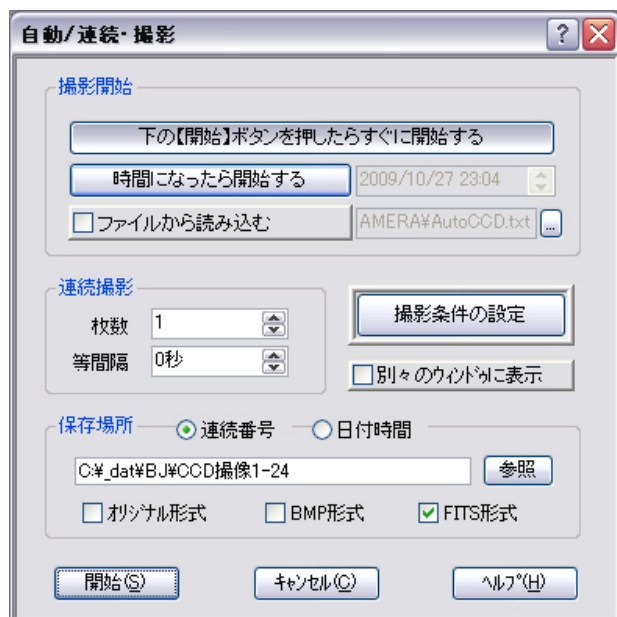 自動/連続・撮影
撮影開始
下の【開始】ボタンを押したらすぐに開始する
時間になったら開始する 2009/10/27 23:04
ファイルから読み込む AMERA¥AutoCCD.txt ...
連続撮影
枚数 1
等間隔 0秒
撮影条件の設定
別々のウィンドウに表示
保存場所 連続番号 日付時間
C:¥_dat¥BJ¥CCD撮像1-24 参照
オリジナル形式 BMP形式 FITS形式
開始(S) キャンセル(C) ヘルプ(H)